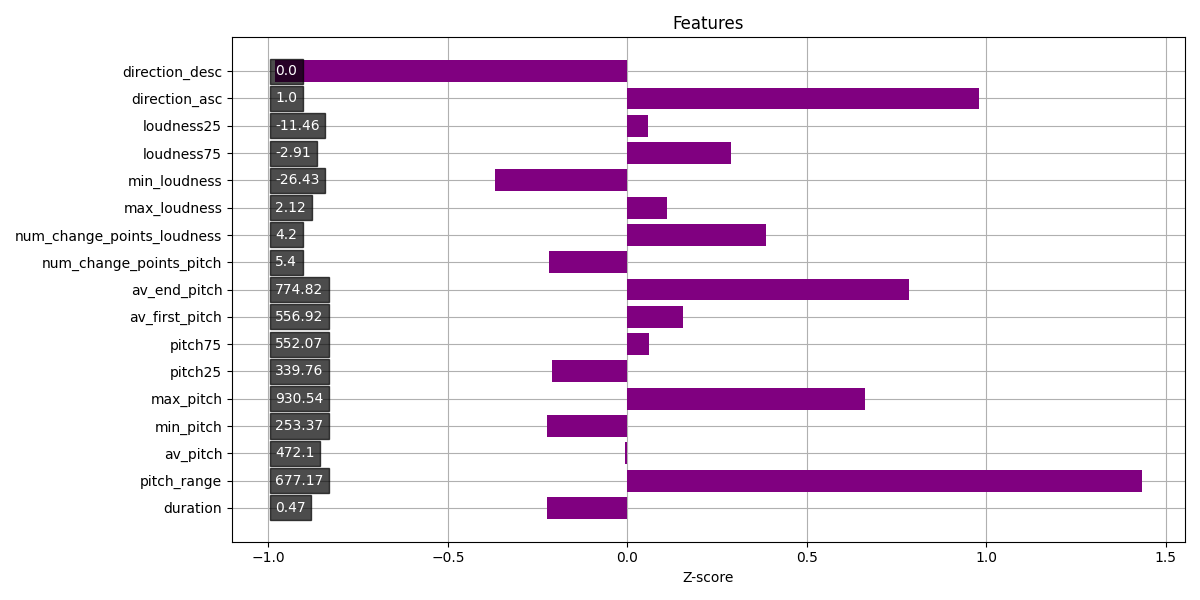 Features
direction_desc 0.0
direction_asc 1.0
loudness25 -11.46
loudness75 -2.91
min_loudness -26.43
max_loudness 2.12
num_change_points_loudness 4.2
num_change_points_pitch 5.4
av_end_pitch 774.82
av_first_pitch 556.92
pitch75 552.07
pitch25 339.76
max_pitch 930.54
min_pitch 253.37
av_pitch 472.1
pitch_range 677.17
duration 0.47
−1.0 −0.5 0.0 0.5 1.0 1.5
Z-score